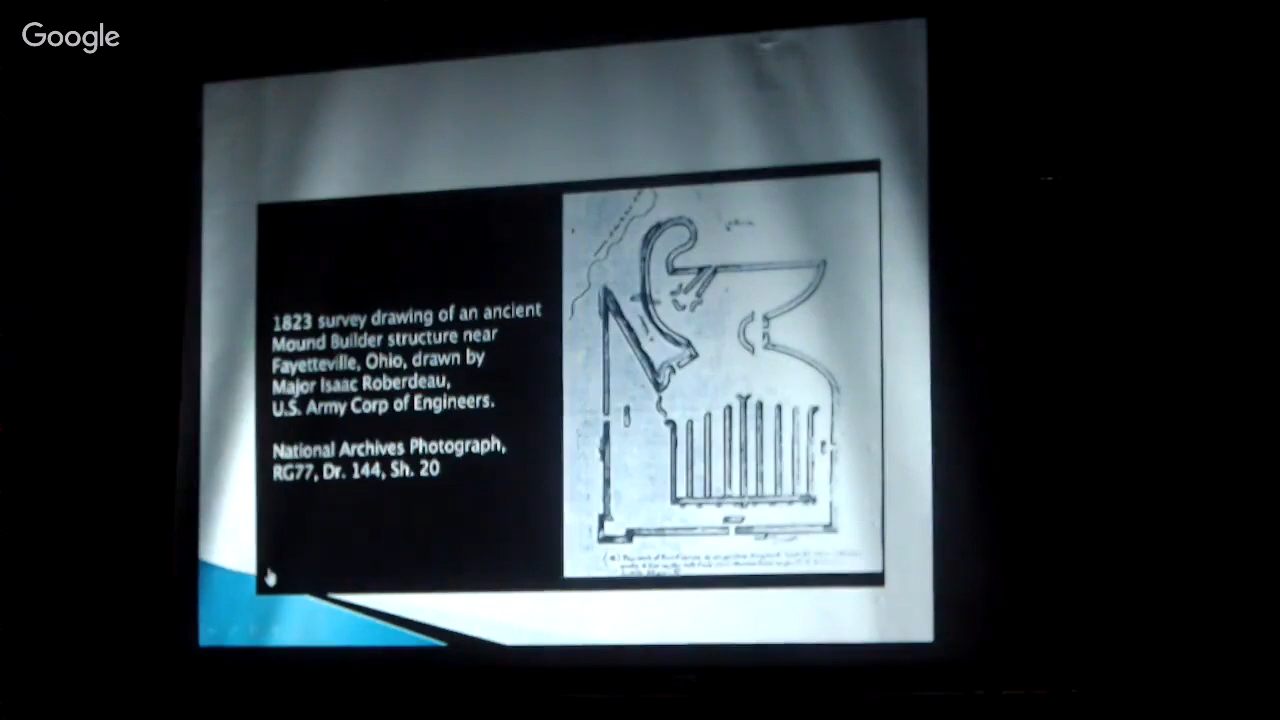 Google
1823 survey drawing of an ancient
Mound Builder structure near
Fayetteville, Ohio, drawn by
Major Isaac Roberdeau,
U.S. Army Corp of Engineers.
National Archives Photograph,
RG77, Dr. 144, Sh. 20